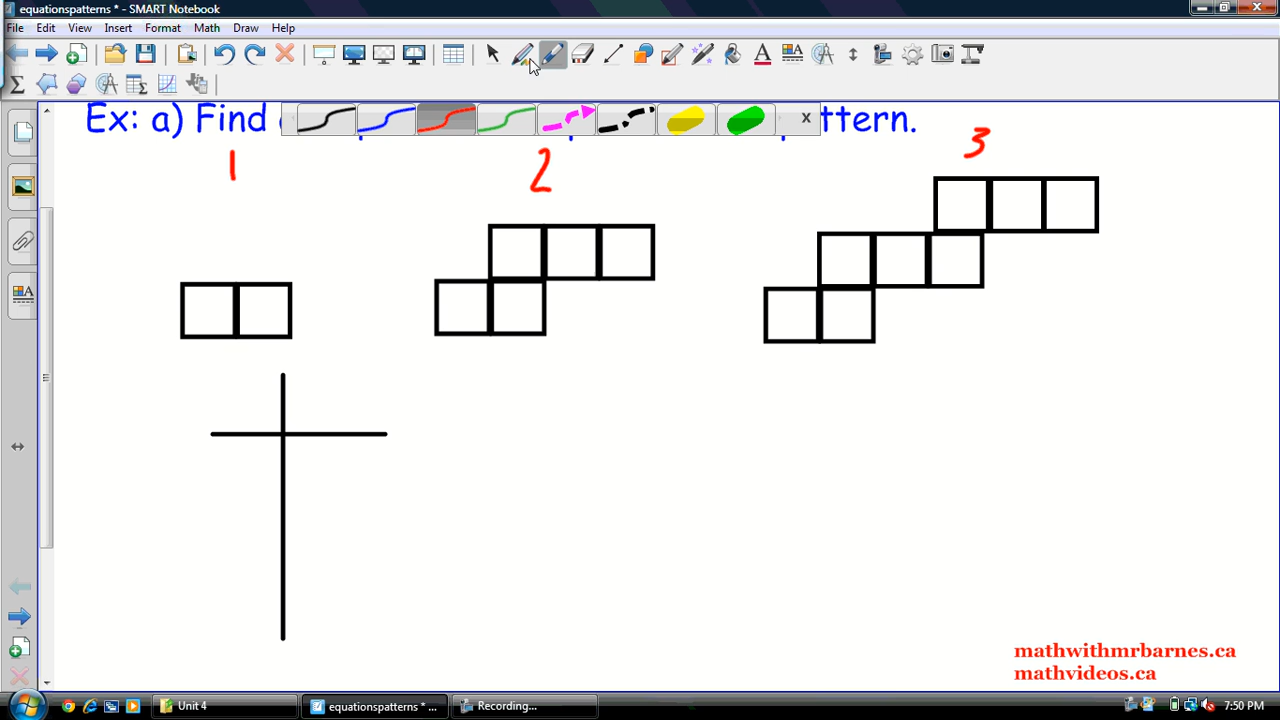 equationspatterns * - SMART Notebook
File Edit View Insert Format Math Draw Help
Ex: a) Find
ttern.
1 2 3
mathwithmrbarnes.ca
mathvideos.ca
Unit 4
equationspatterns * ...
Recording...
7:50 PM